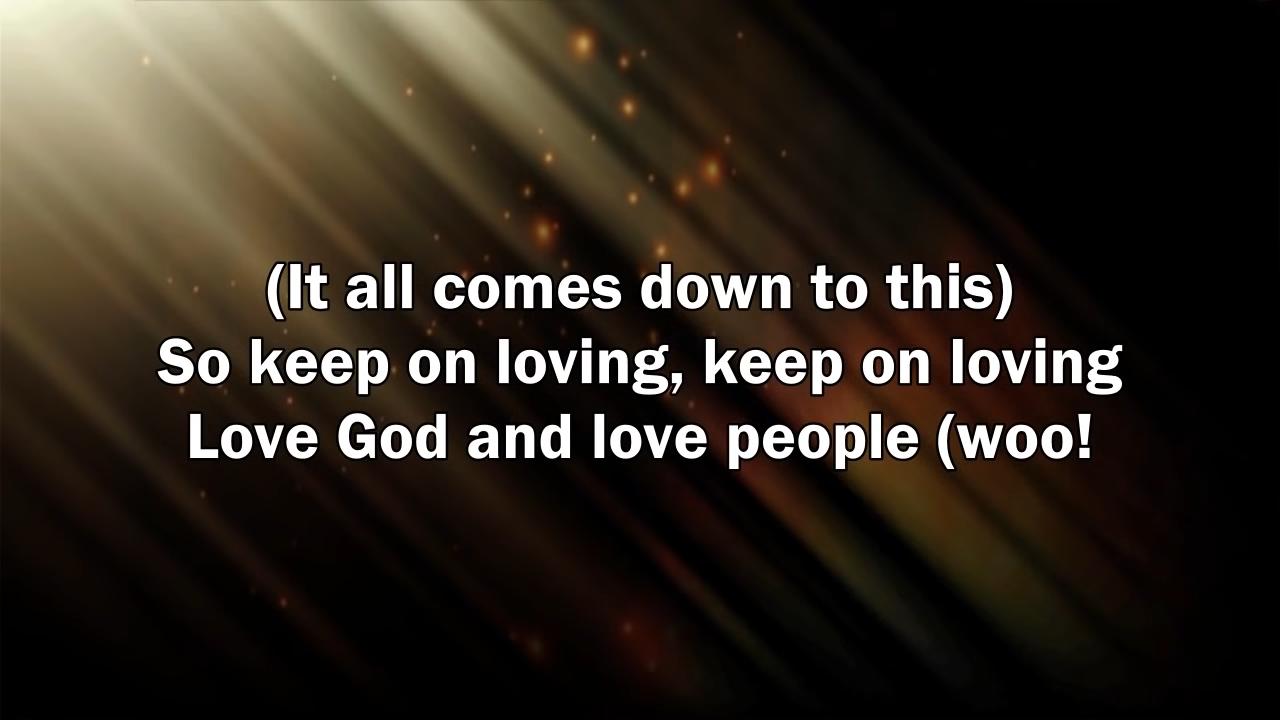 (It all comes down to this)
So keep on loving, keep on loving
Love God and love people (woo!